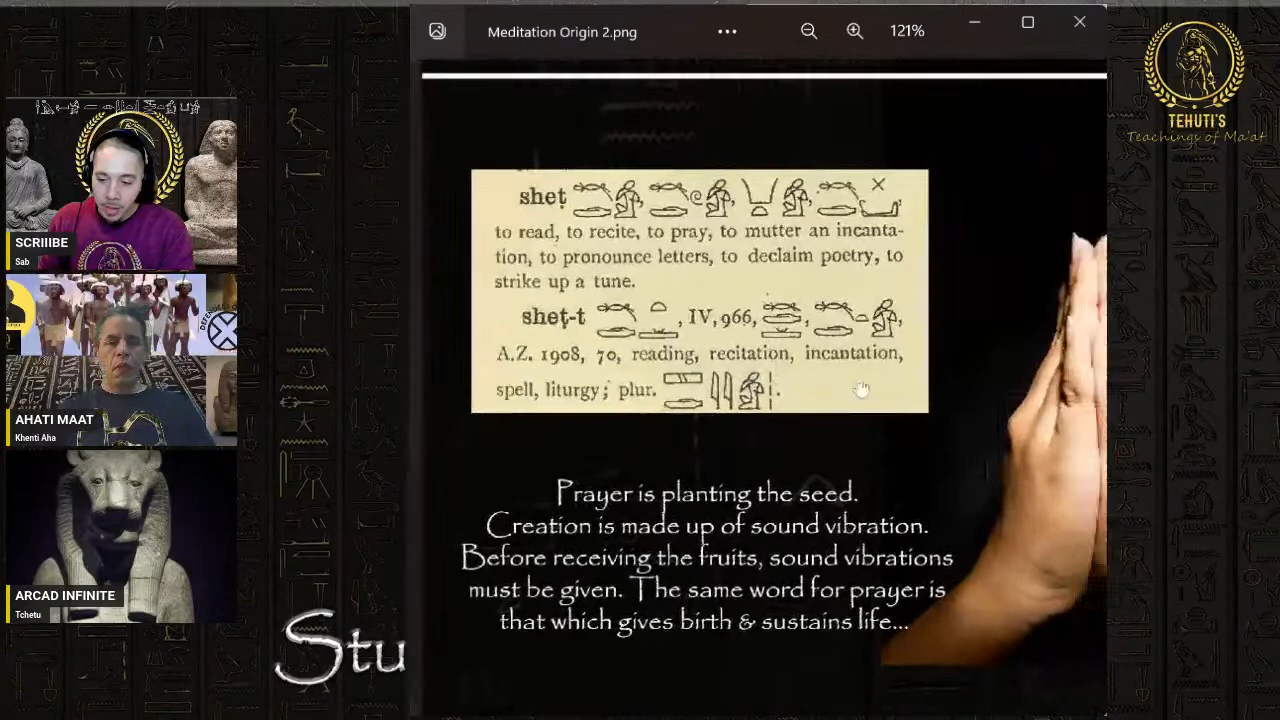 Meditation Origin 2.png
121%
TEHUTI'S
Teachings of Ma'at
sheṭ
to read, to recite, to pray, to mutter an incanta-
tion, to pronounce letters, to declaim poetry, to
strike up a tune.
sheṭ-t , IV, 966, , ,
A.Z. 1908, 70, reading, recitation, incantation,
spell, liturgy; plur. .
SCRIIIBE
Sab
AHATI MAAT
Khenti Aha
ARCAD INFINITE
Tchetu
Prayer is planting the seed.
Creation is made up of sound vibration.
Before receiving the fruits, sound vibrations
must be given. The same word for prayer is
that which gives birth & sustains life...
Stu